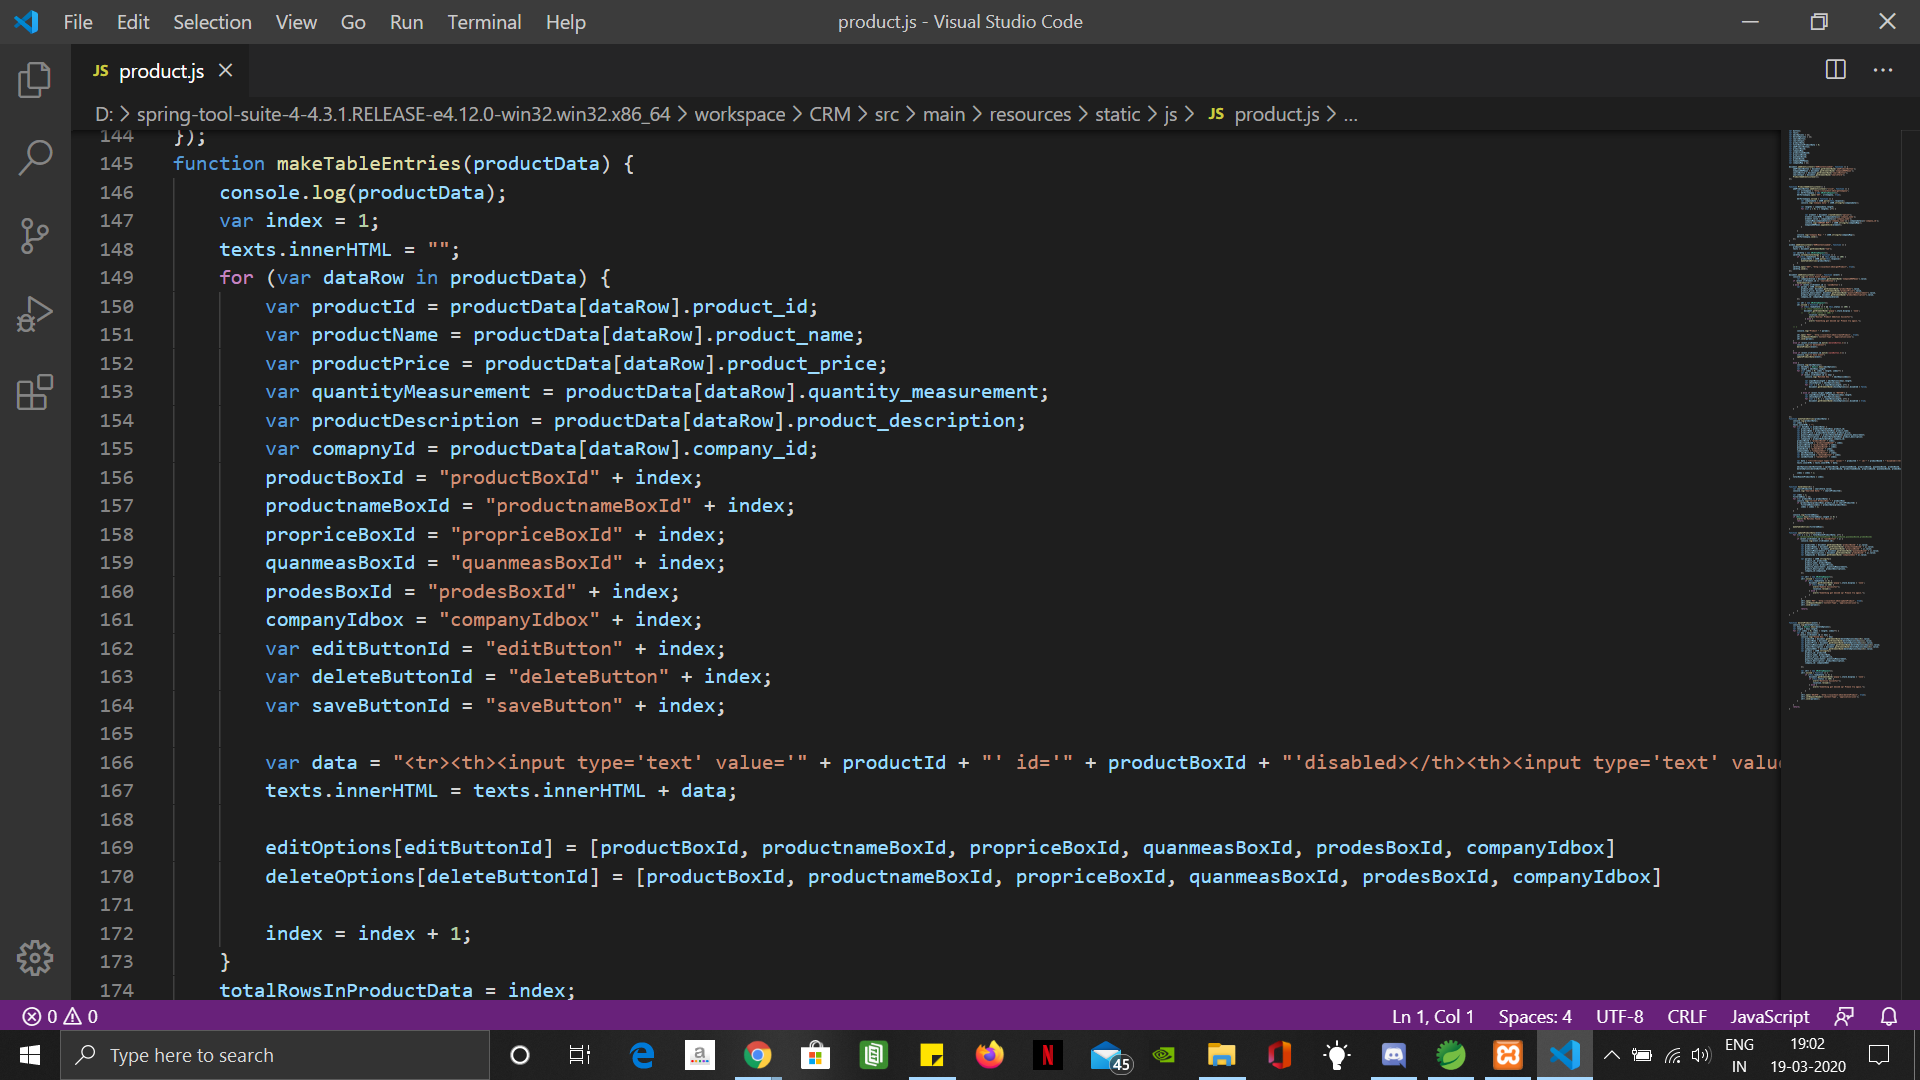 File Edit Selection View Go Run Terminal Help
product.js - Visual Studio Code
JS product.js
D: > spring-tool-suite-4-4.3.1.RELEASE-e4.12.0-win32.win32.x86_64 > workspace > CRM > src > main > resources > static > js > JS product.js > ...
144 });
145 function makeTableEntries(productData) {
146 console.log(productData);
147 var index = 1;
148 texts.innerHTML = "";
149 for (var dataRow in productData) {
150 var productId = productData[dataRow].product_id;
151 var productName = productData[dataRow].product_name;
152 var productPrice = productData[dataRow].product_price;
153 var quantityMeasurement = productData[dataRow].quantity_measurement;
154 var productDescription = productData[dataRow].product_description;
155 var comapnyId = productData[dataRow].company_id;
156 productBoxId = "productBoxId" + index;
157 productnameBoxId = "productnameBoxId" + index;
158 propriceBoxId = "propriceBoxId" + index;
159 quanmeasBoxId = "quanmeasBoxId" + index;
160 prodesBoxId = "prodesBoxId" + index;
161 companyIdbox = "companyIdbox" + index;
162 var editButtonId = "editButton" + index;
163 var deleteButtonId = "deleteButton" + index;
164 var saveButtonId = "saveButton" + index;
165
166 var data = "<tr><th><input type='text' value='" + productId + "' id='" + productBoxId + "'disabled></th><th><input type='text' valu
167 texts.innerHTML = texts.innerHTML + data;
168
169 editOptions[editButtonId] = [productBoxId, productnameBoxId, propriceBoxId, quanmeasBoxId, prodesBoxId, companyIdbox]
170 deleteOptions[deleteButtonId] = [productBoxId, productnameBoxId, propriceBoxId, quanmeasBoxId, prodesBoxId, companyIdbox]
171
172 index = index + 1;
173 }
174 totalRowsInProductData = index;
0 0 Ln 1, Col 1 Spaces: 4 UTF-8 CRLF JavaScript
Type here to search
45
ENG
IN
19:02
19-03-2020